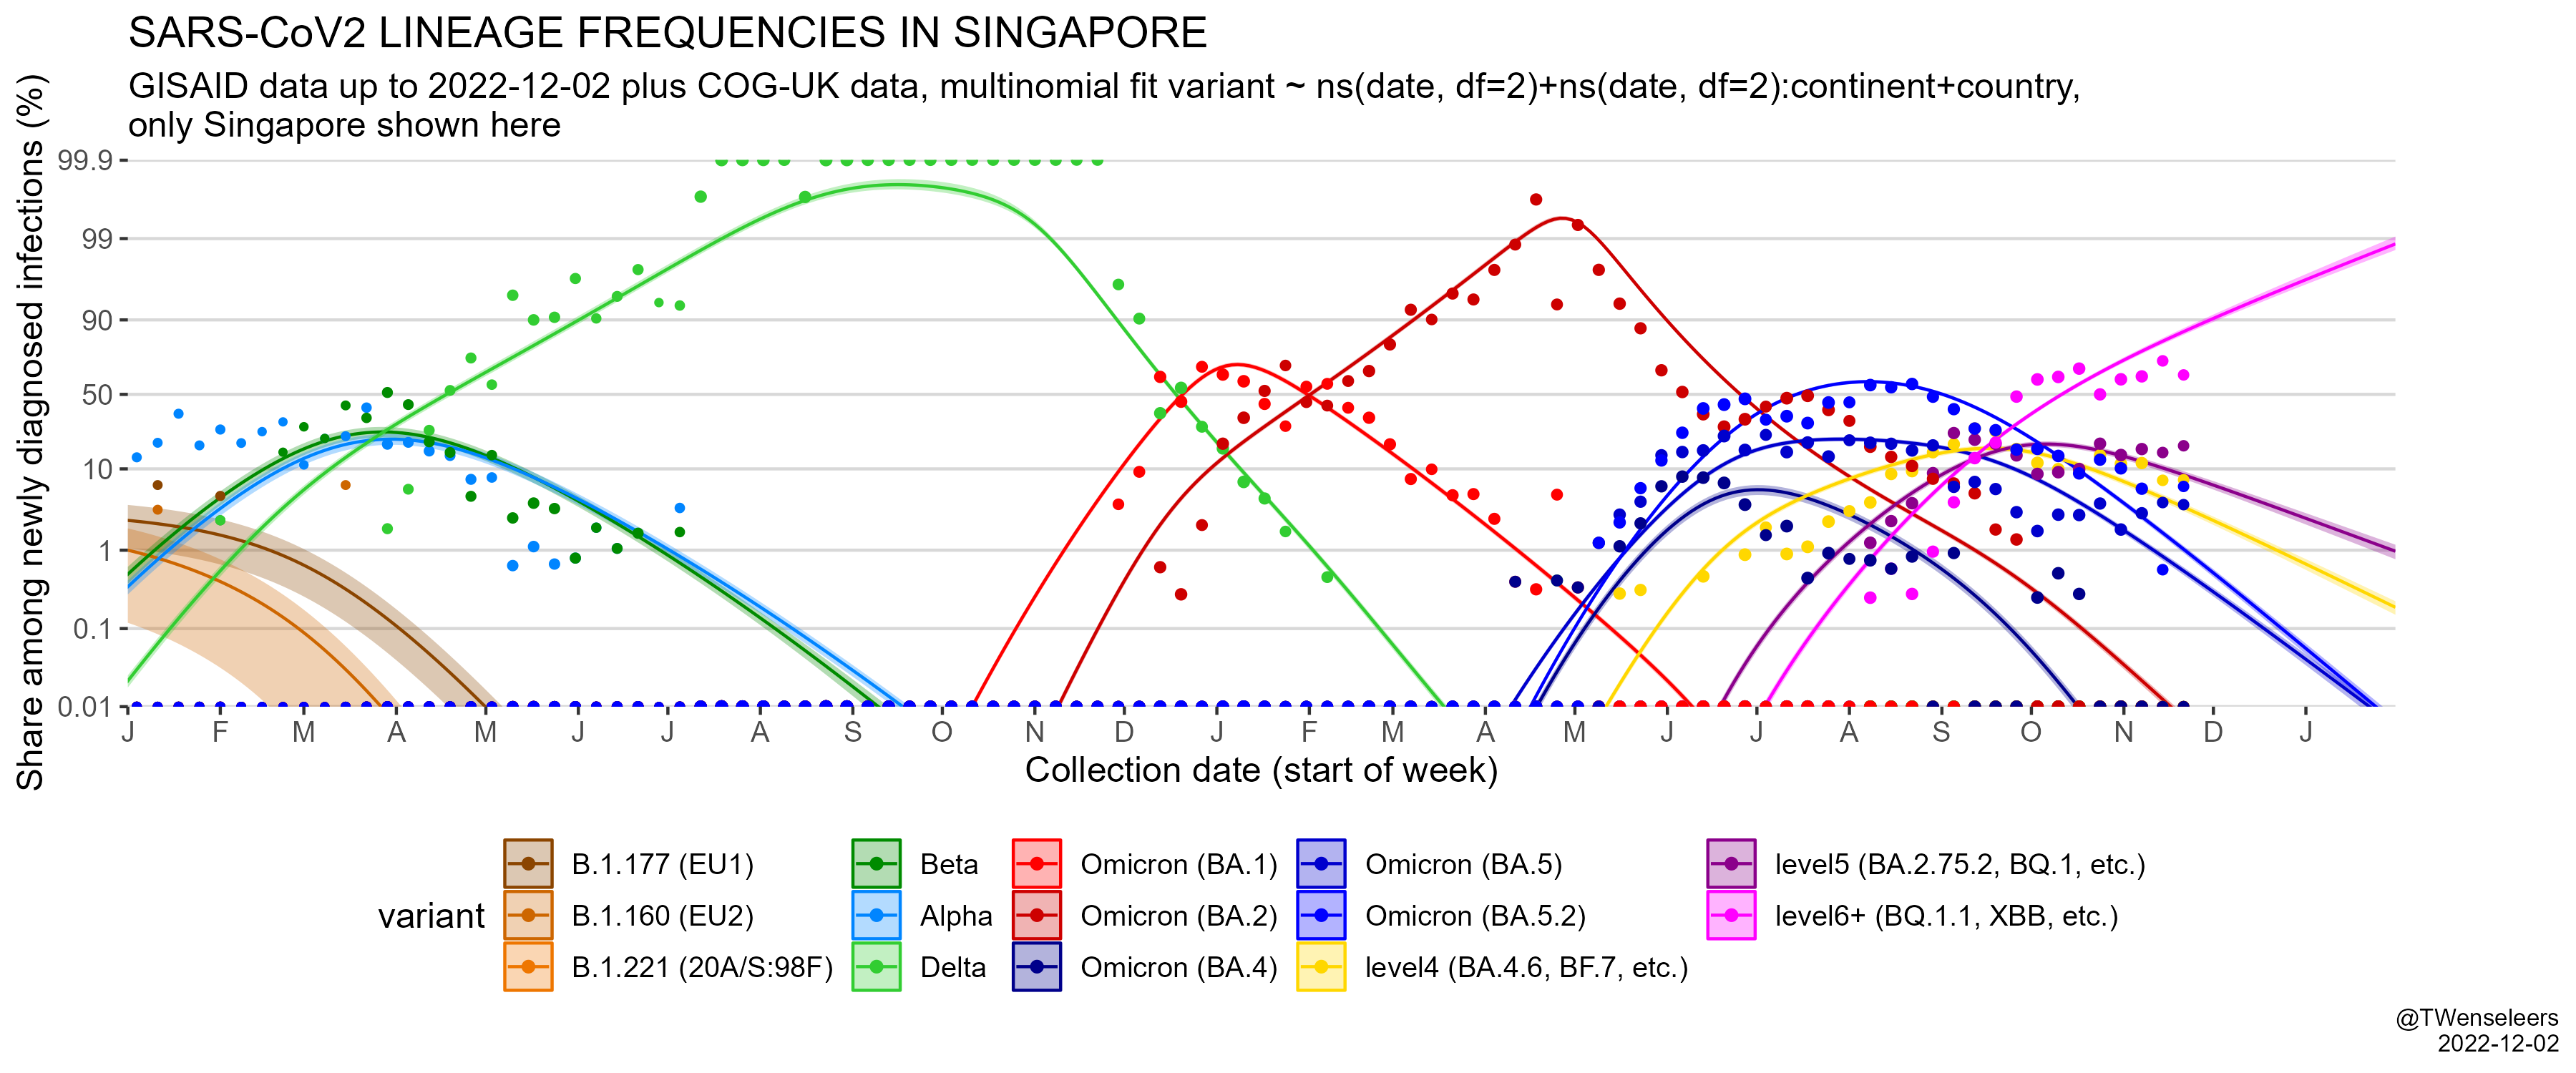 SARS-CoV2 LINEAGE FREQUENCIES IN SINGAPORE
GISAID data up to 2022-12-02 plus COG-UK data, multinomial fit variant ~ ns(date, df=2)+ns(date, df=2):continent+country,
only Singapore shown here
Share among newly diagnosed infections (%)
99.9
99
90
50
10
1
0.1
0.01
J F M A M J J A S O N D J F M A M J J A S O N D J
Collection date (start of week)
variant
B.1.177 (EU1)
B.1.160 (EU2)
B.1.221 (20A/S:98F)
Beta
Alpha
Delta
Omicron (BA.1)
Omicron (BA.2)
Omicron (BA.4)
Omicron (BA.5)
Omicron (BA.5.2)
level4 (BA.4.6, BF.7, etc.)
level5 (BA.2.75.2, BQ.1, etc.)
level6+ (BQ.1.1, XBB, etc.)
@TWenseleers
2022-12-02